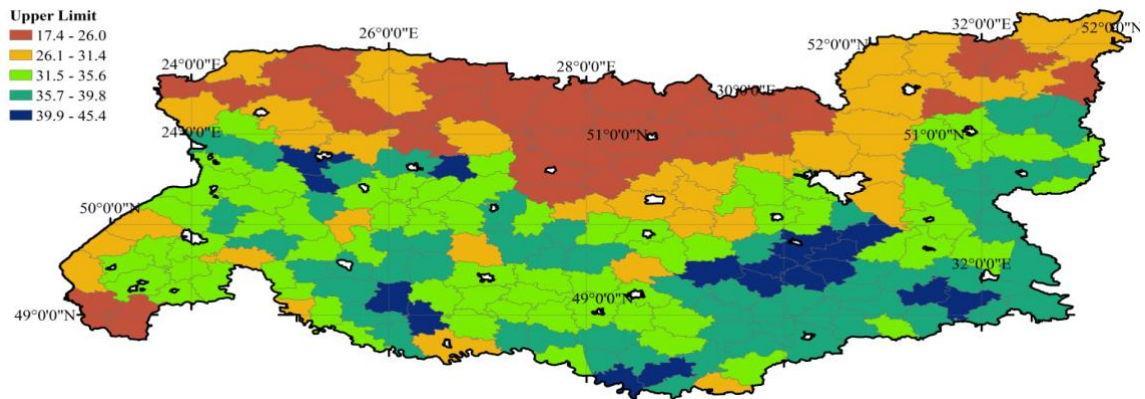 Upper Limit
17.4 - 26.0
26.1 - 31.4
31.5 - 35.6
35.7 - 39.8
39.9 - 45.4
26°0'0"E
32°0'0"E
52°0'0"N
52°0'0"N
24°0'0"E
28°0'0"E
30°0'0"E
24°0'0"E
51°0'0"N
51°0'0"N
50°0'0"N
32°0'0"E
49°0'0"N
49°0'0"N